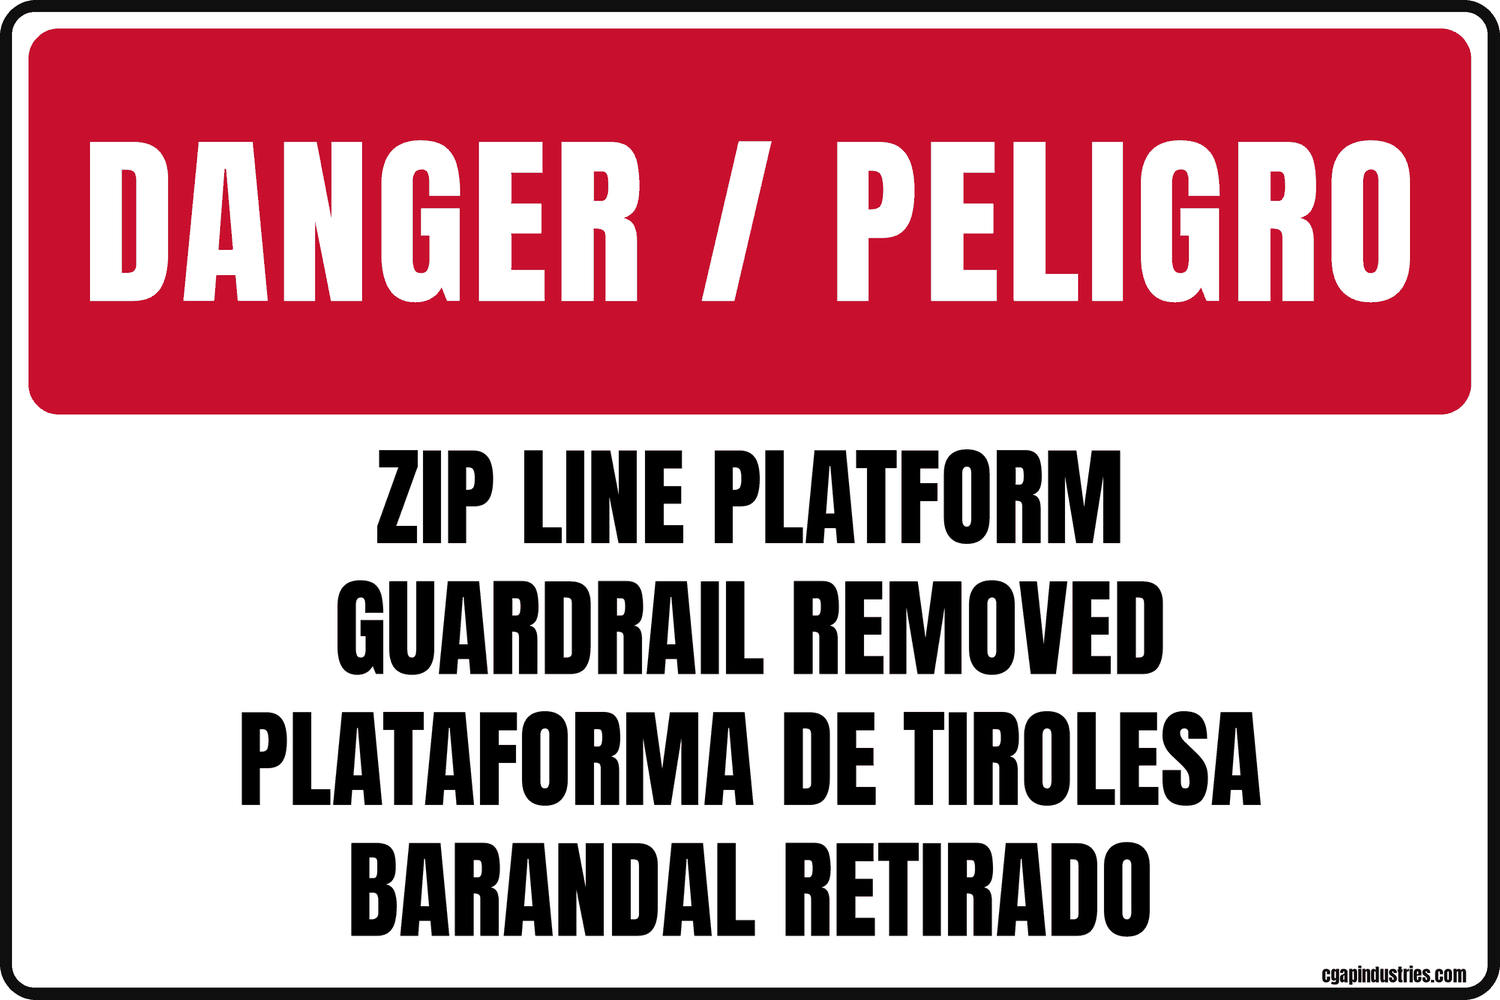 DANGER / PELIGRO
ZIP LINE PLATFORM
GUARDRAIL REMOVED
PLATAFORMA DE TIROLESA
BARANDAL RETIRADO
cgapindustries.com